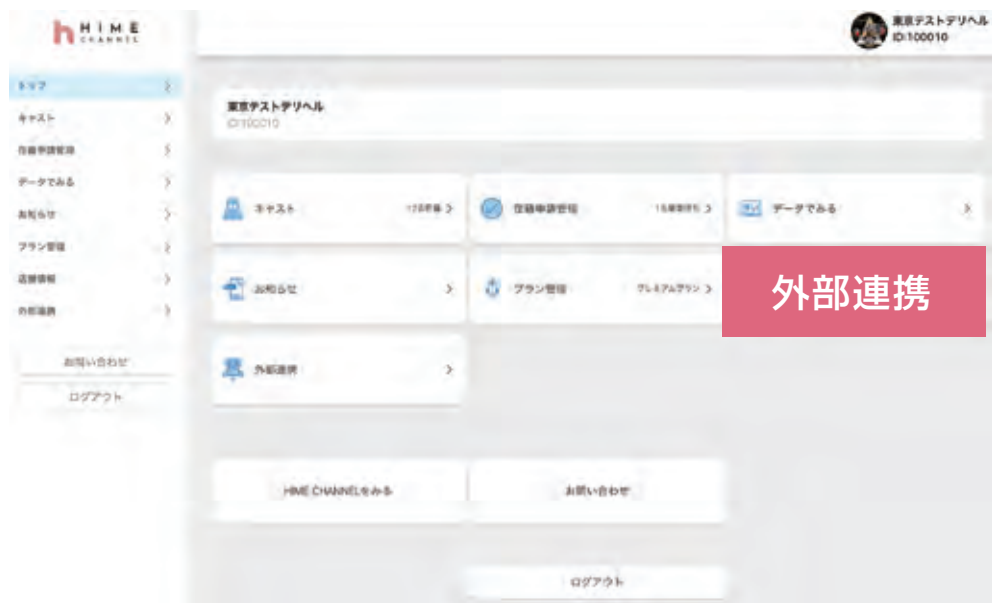 HIME
CHANNEL
東京テストデリヘル
ID:100010
トップ
キャスト
在籍申請管理
データでみる
お知らせ
プラン管理
店舗情報
外部連携
お問い合わせ
ログアウト
東京テストデリヘル
ID:100010
キャスト
在籍申請管理
データでみる
お知らせ
プラン管理
プレミアムプラン
外部連携
外部連携
HIME CHANNELをみる
お問い合わせ
ログアウト